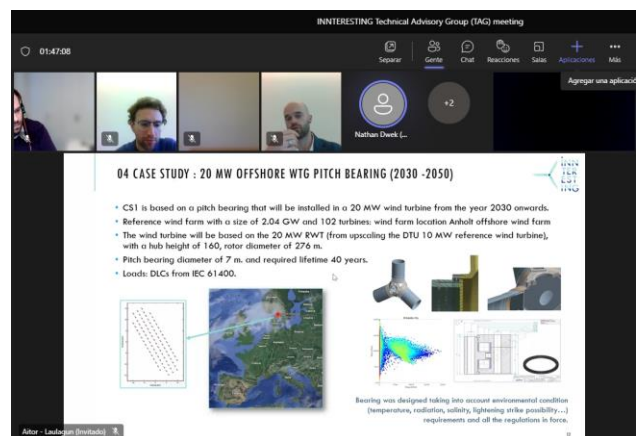 INNTERESTING Technical Advisory Group (TAG) meeting
01:47:08
Separar
Gente
Chat
Reacciones
Salas
Aplicaciones
Más
Agregar una aplicació
Nathan Dwek (...
+2
04 CASE STUDY : 20 MW OFFSHORE WTG PITCH BEARING (2030 -2050)
INN
TER
EST
ING
• CS1 is based on a pitch bearing that will be installed in a 20 MW wind turbine from the year 2030 onwards.
• Reference wind farm with a size of 2.04 GW and 102 turbines: wind farm location Anholt offshore wind farm
• The wind turbine will be based on the 20 MW RWT (from upscaling the DTU 10 MW reference wind turbine),
with a hub height of 160, rotor diameter of 276 m.
• Pitch bearing diameter of 7 m. and required lifetime 40 years.
• Loads: DLCs from IEC 61400.
Bearing was designed taking into account environmental condition
(temperature, radiation, salinity, lightening strike possibility...)
requirements and all the regulations in force.
Aitor - Laulagun (Invitado)